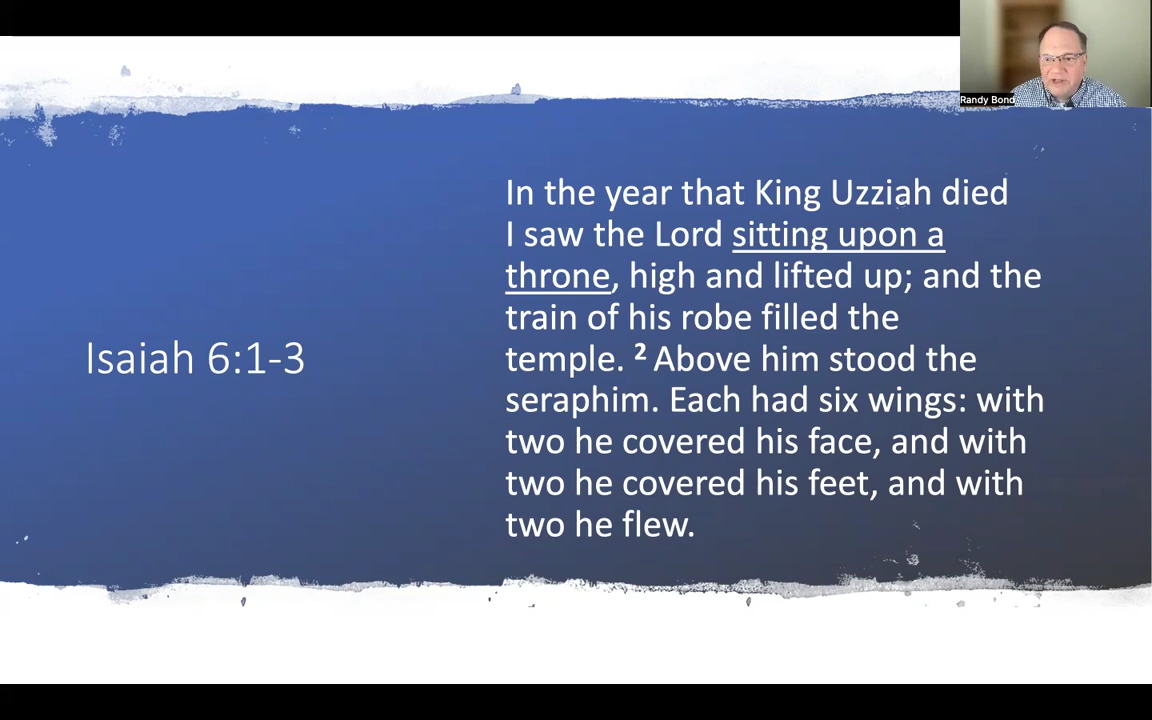 Randy Bond
Isaiah 6:1-3
In the year that King Uzziah died
I saw the Lord sitting upon a
throne, high and lifted up; and the
train of his robe filled the
temple. ² Above him stood the
seraphim. Each had six wings: with
two he covered his face, and with
two he covered his feet, and with
two he flew.